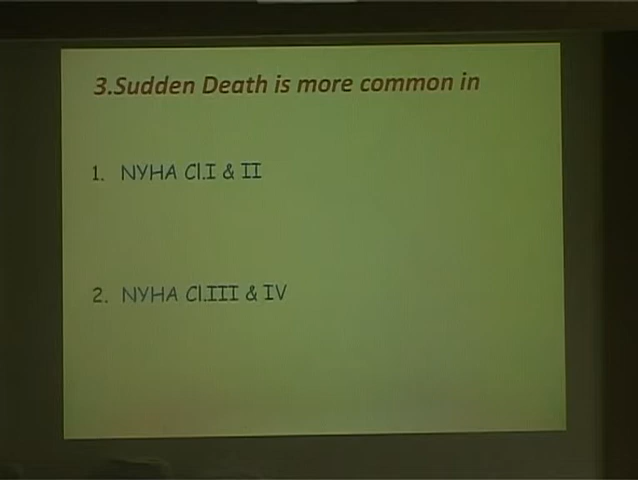 3.Sudden Death is more common in
1. NYHA Cl.I & II
2. NYHA Cl.III & IV